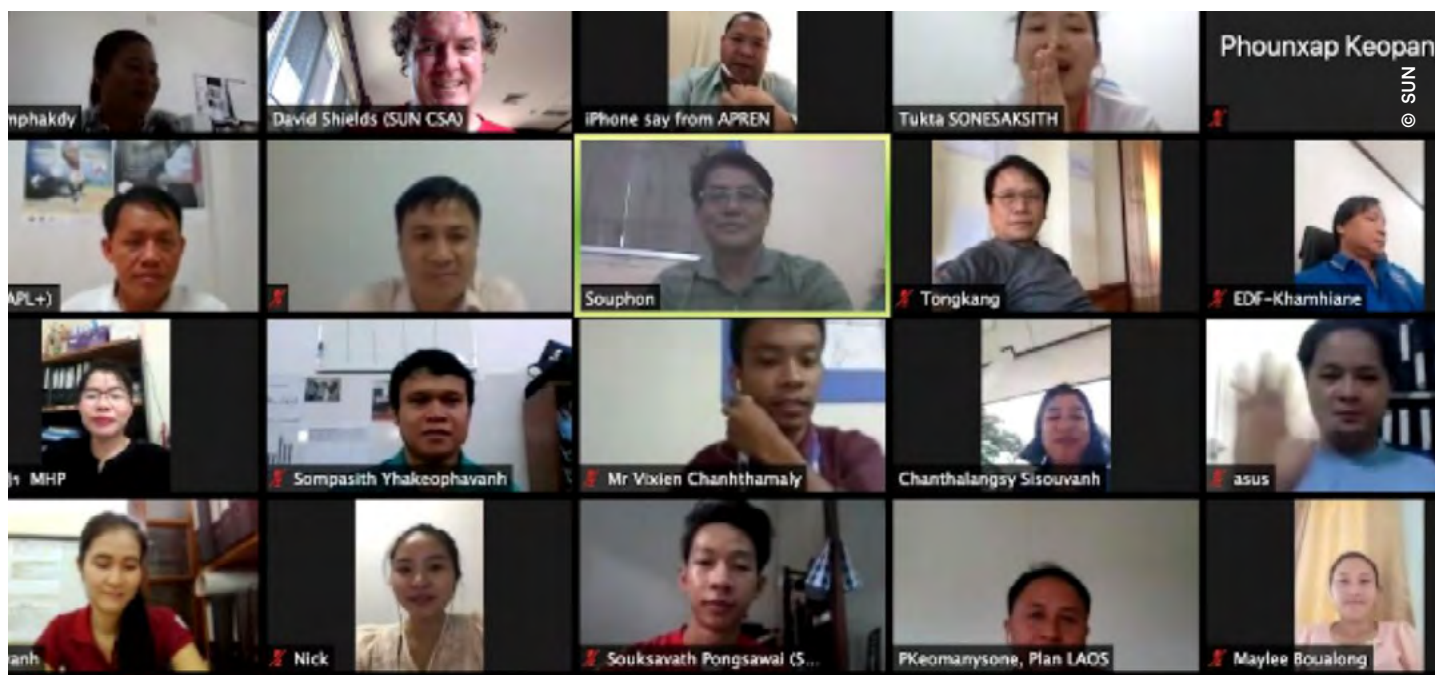 mphakdy
David Shields (SUN CSA)
iPhone say from APREN
Tukta SONESAKSITH
Phounxap Keopan
© SUN
APL+)
Souphon
Tongkang
EDF-Khamhiane
MHP
Sompasith Yhakeophavanh
Mr Vixien Chanhthamaly
Chanthalangsy Sisouvanh
asus
vanh
Nick
Souksavath Pongsawai (S...
PKeomanysone, Plan LAOS
Maylee Boualong